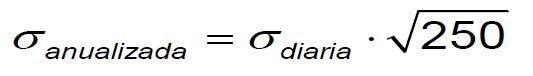 σ_anualizada = σ_diaria · √250